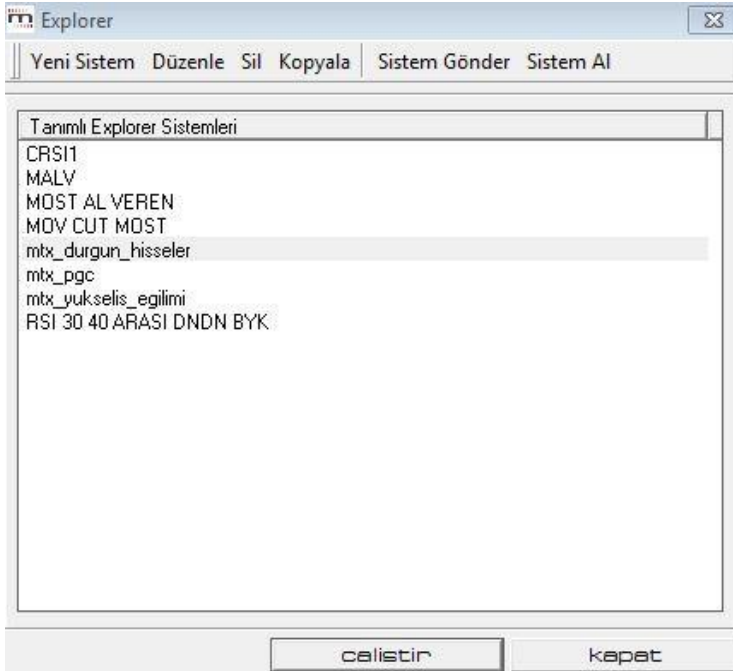 Explorer
Yeni Sistem Düzenle Sil Kopyala Sistem Gönder Sistem Al
Tanımlı Explorer Sistemleri
CRSI1
MALV
MOST AL VEREN
MOV CUT MOST
mtx_durgun_hisseler
mtx_pgc
mtx_yukselis_egilimi
RSI 30 40 ARASI DNDN BYK
calistir kapat